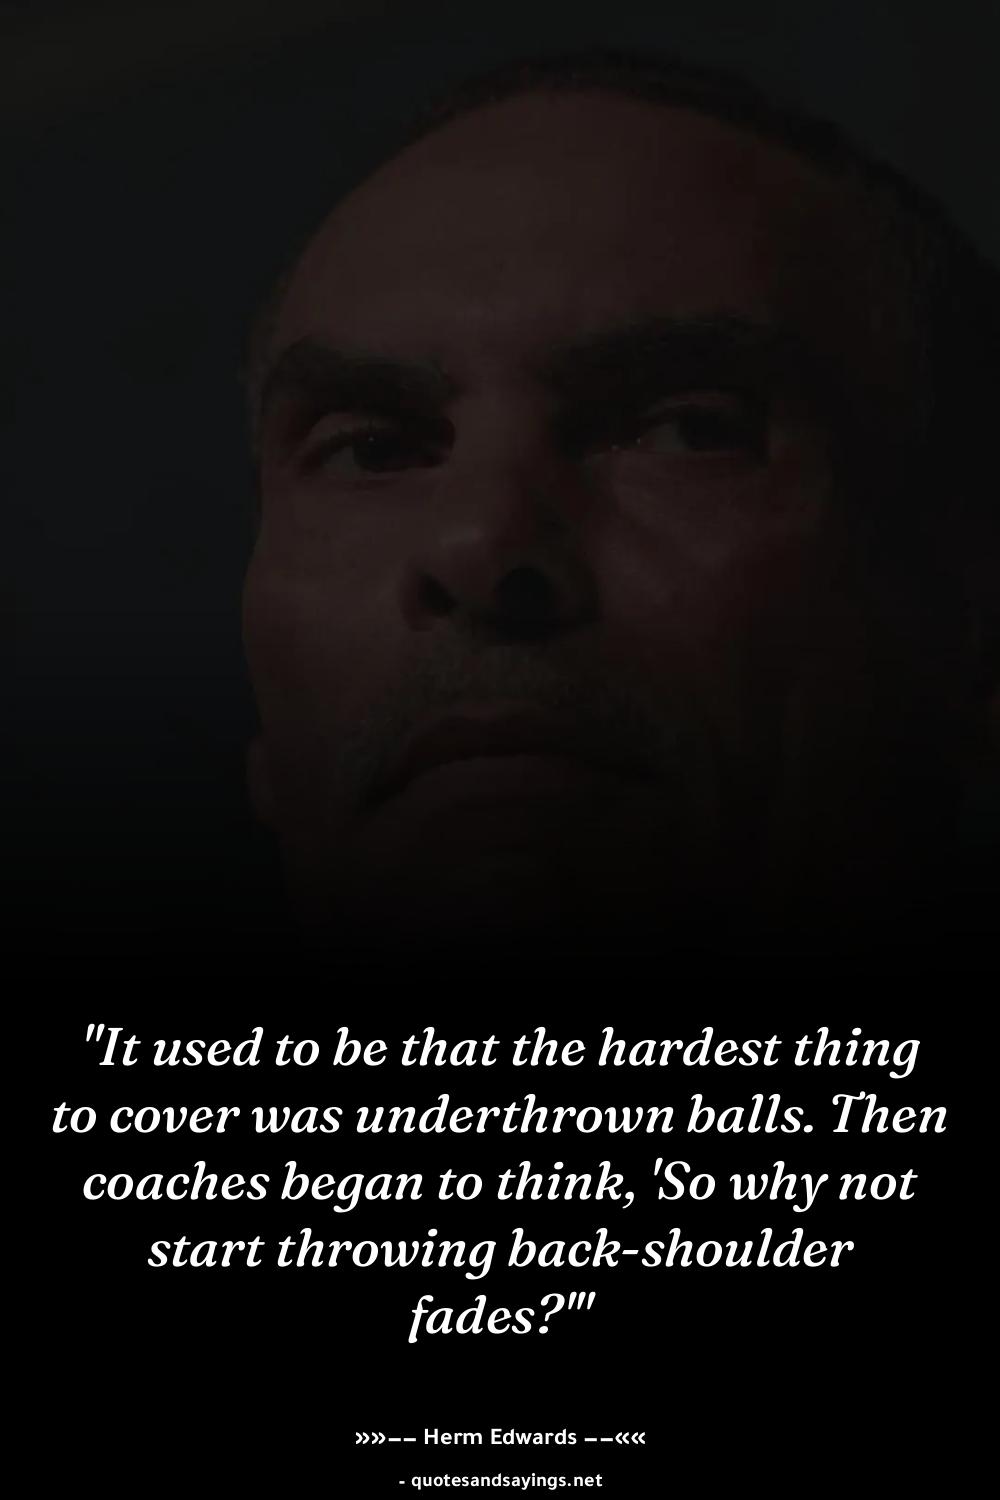 "It used to be that the hardest thing
to cover was underthrown balls. Then
coaches began to think, 'So why not
start throwing back-shoulder
fades?'"
»»−− Herm Edwards −−««
- quotesandsayings.net